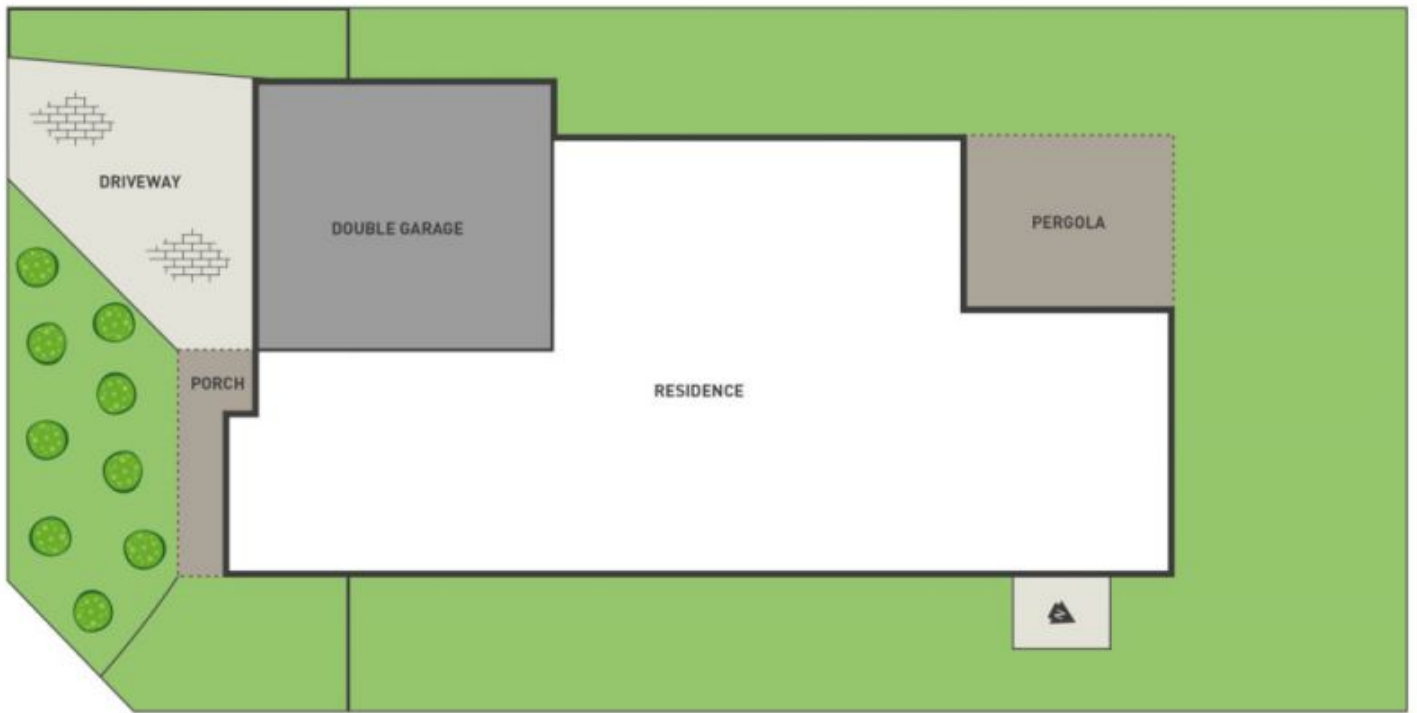 DRIVEWAY
DOUBLE GARAGE
PERGOLA
PORCH
RESIDENCE